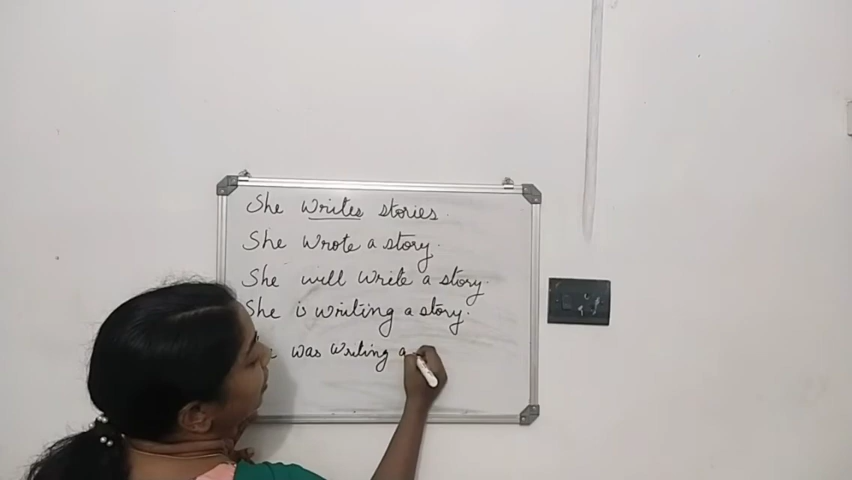 She writes stories.
She Wrote a story.
She will write a story.
She is writing a story.
was writing a